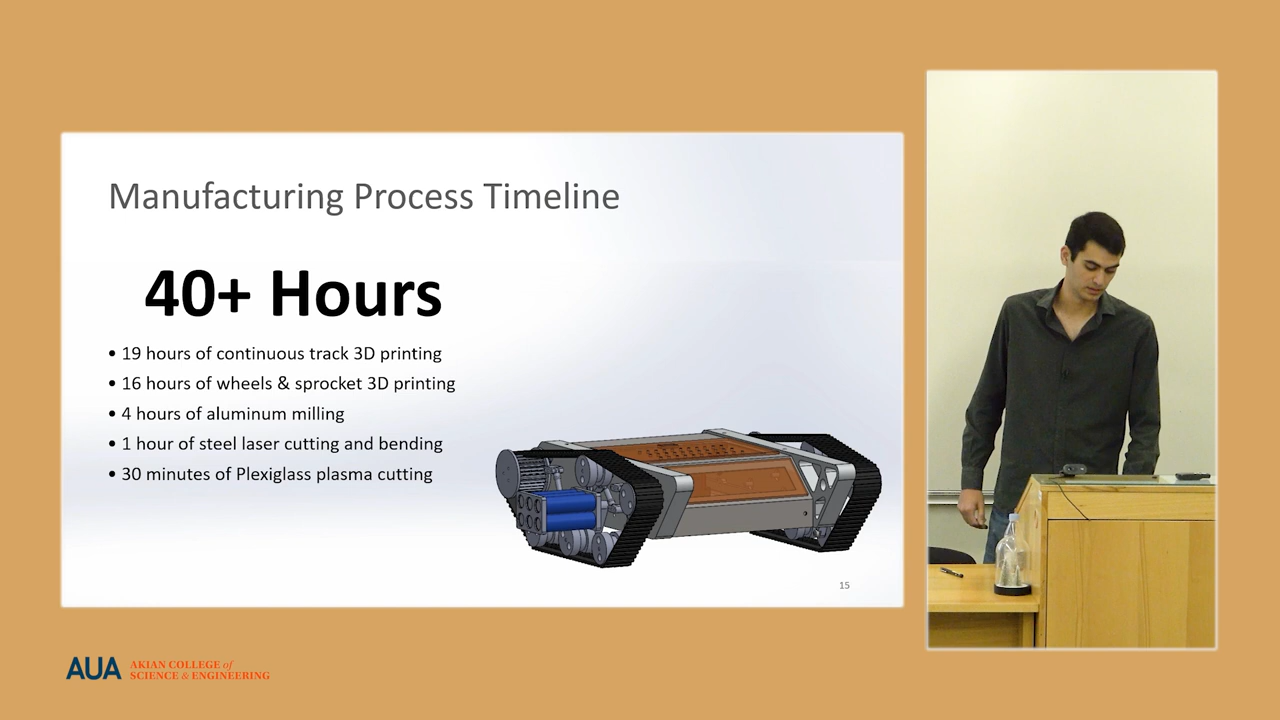 Manufacturing Process Timeline
40+ Hours
• 19 hours of continuous track 3D printing
• 16 hours of wheels & sprocket 3D printing
• 4 hours of aluminum milling
• 1 hour of steel laser cutting and bending
• 30 minutes of Plexiglass plasma cutting
15
AUA
AKIAN COLLEGE of
SCIENCE & ENGINEERING